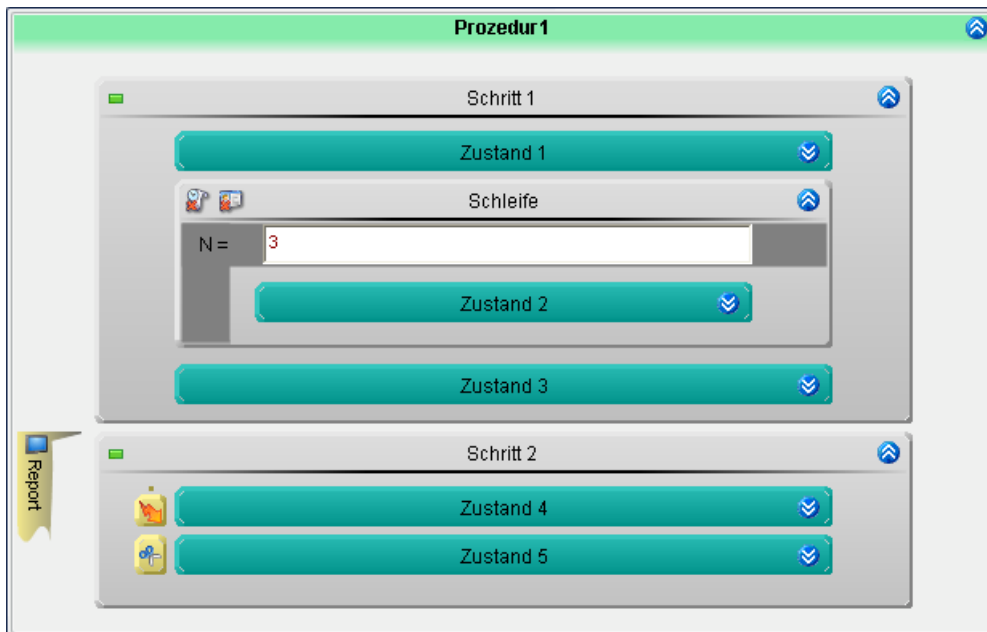 Prozedur1
Schritt 1
Zustand 1
Schleife
N =
3
Zustand 2
Zustand 3
Report
Schritt 2
Zustand 4
Zustand 5